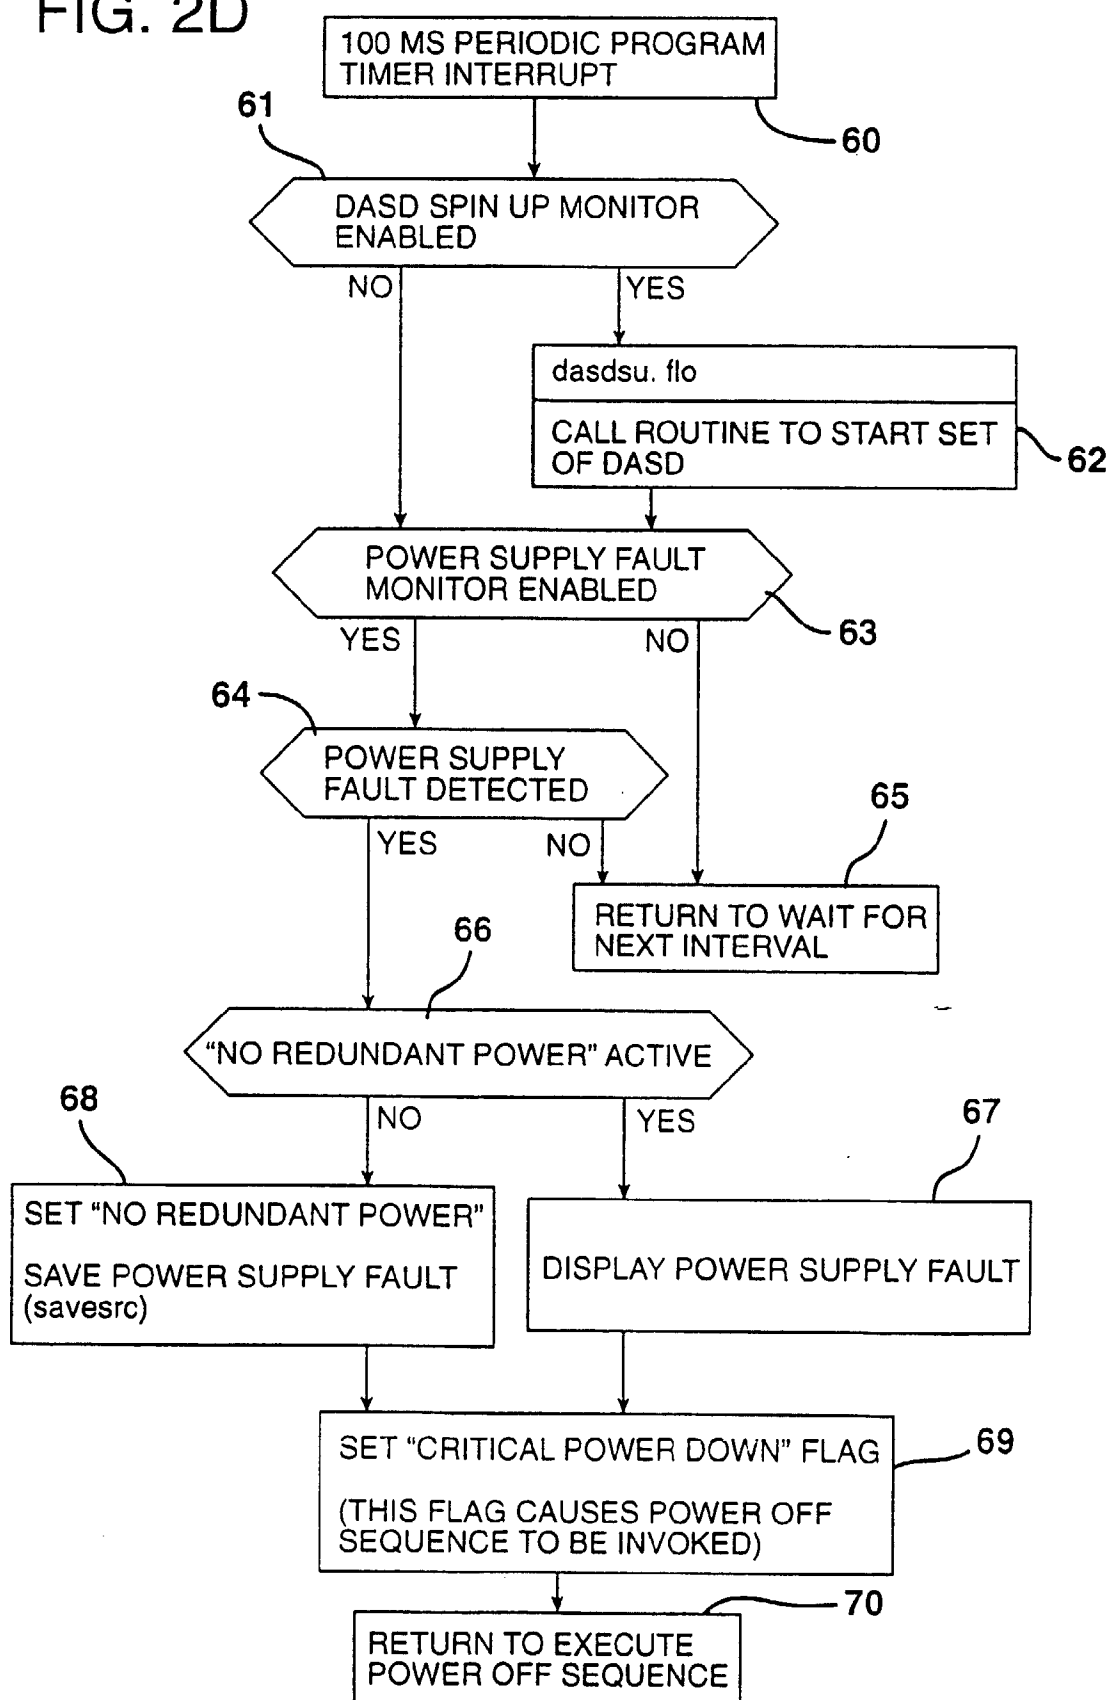 FIG. 2D
100 MS PERIODIC PROGRAM
TIMER INTERRUPT
60
61
DASD SPIN UP MONITOR
ENABLED
NO
YES
dasdsu. flo
CALL ROUTINE TO START SET
OF DASD
62
POWER SUPPLY FAULT
MONITOR ENABLED
63
YES
NO
64
POWER SUPPLY
FAULT DETECTED
YES
NO
65
RETURN TO WAIT FOR
NEXT INTERVAL
66
“NO REDUNDANT POWER” ACTIVE
NO
YES
68
SET “NO REDUNDANT POWER”
SAVE POWER SUPPLY FAULT
(savesrc)
67
DISPLAY POWER SUPPLY FAULT
SET “CRITICAL POWER DOWN” FLAG
(THIS FLAG CAUSES POWER OFF
SEQUENCE TO BE INVOKED)
69
70
RETURN TO EXECUTE
POWER OFF SEQUENCE